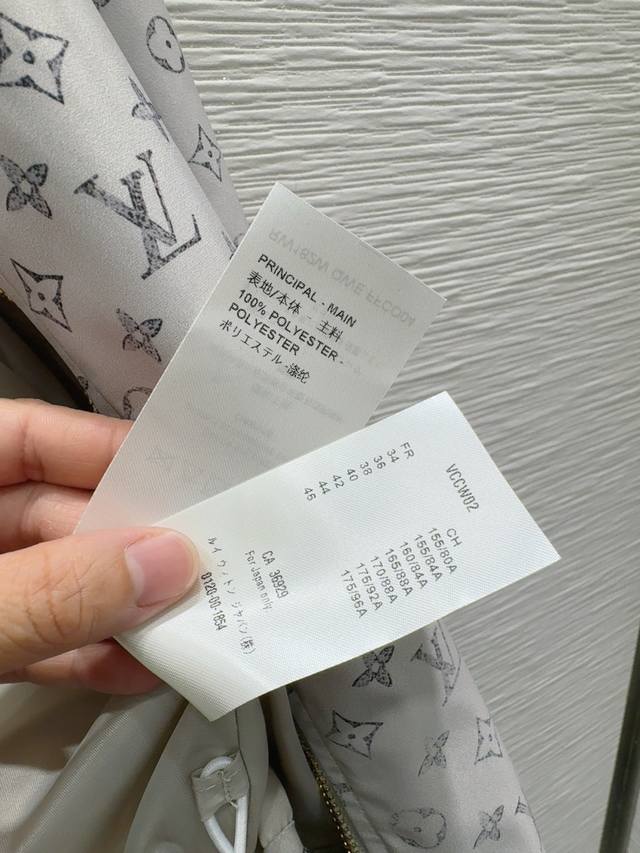 PRINCIPAL - MAIN
表地/本体 - 主料
100% POLYESTER -
POLYESTER
ポリエステル -涤纶
VCCW02
FR
34
36
38
40
42
44
46
CH
155/80A
155/84A
160/84A
165/88A
170/88A
175/92A
175/96A
CA 36929
For Japan only.
ルイ ヴィトン ジャパン(株)
0120-00-1854